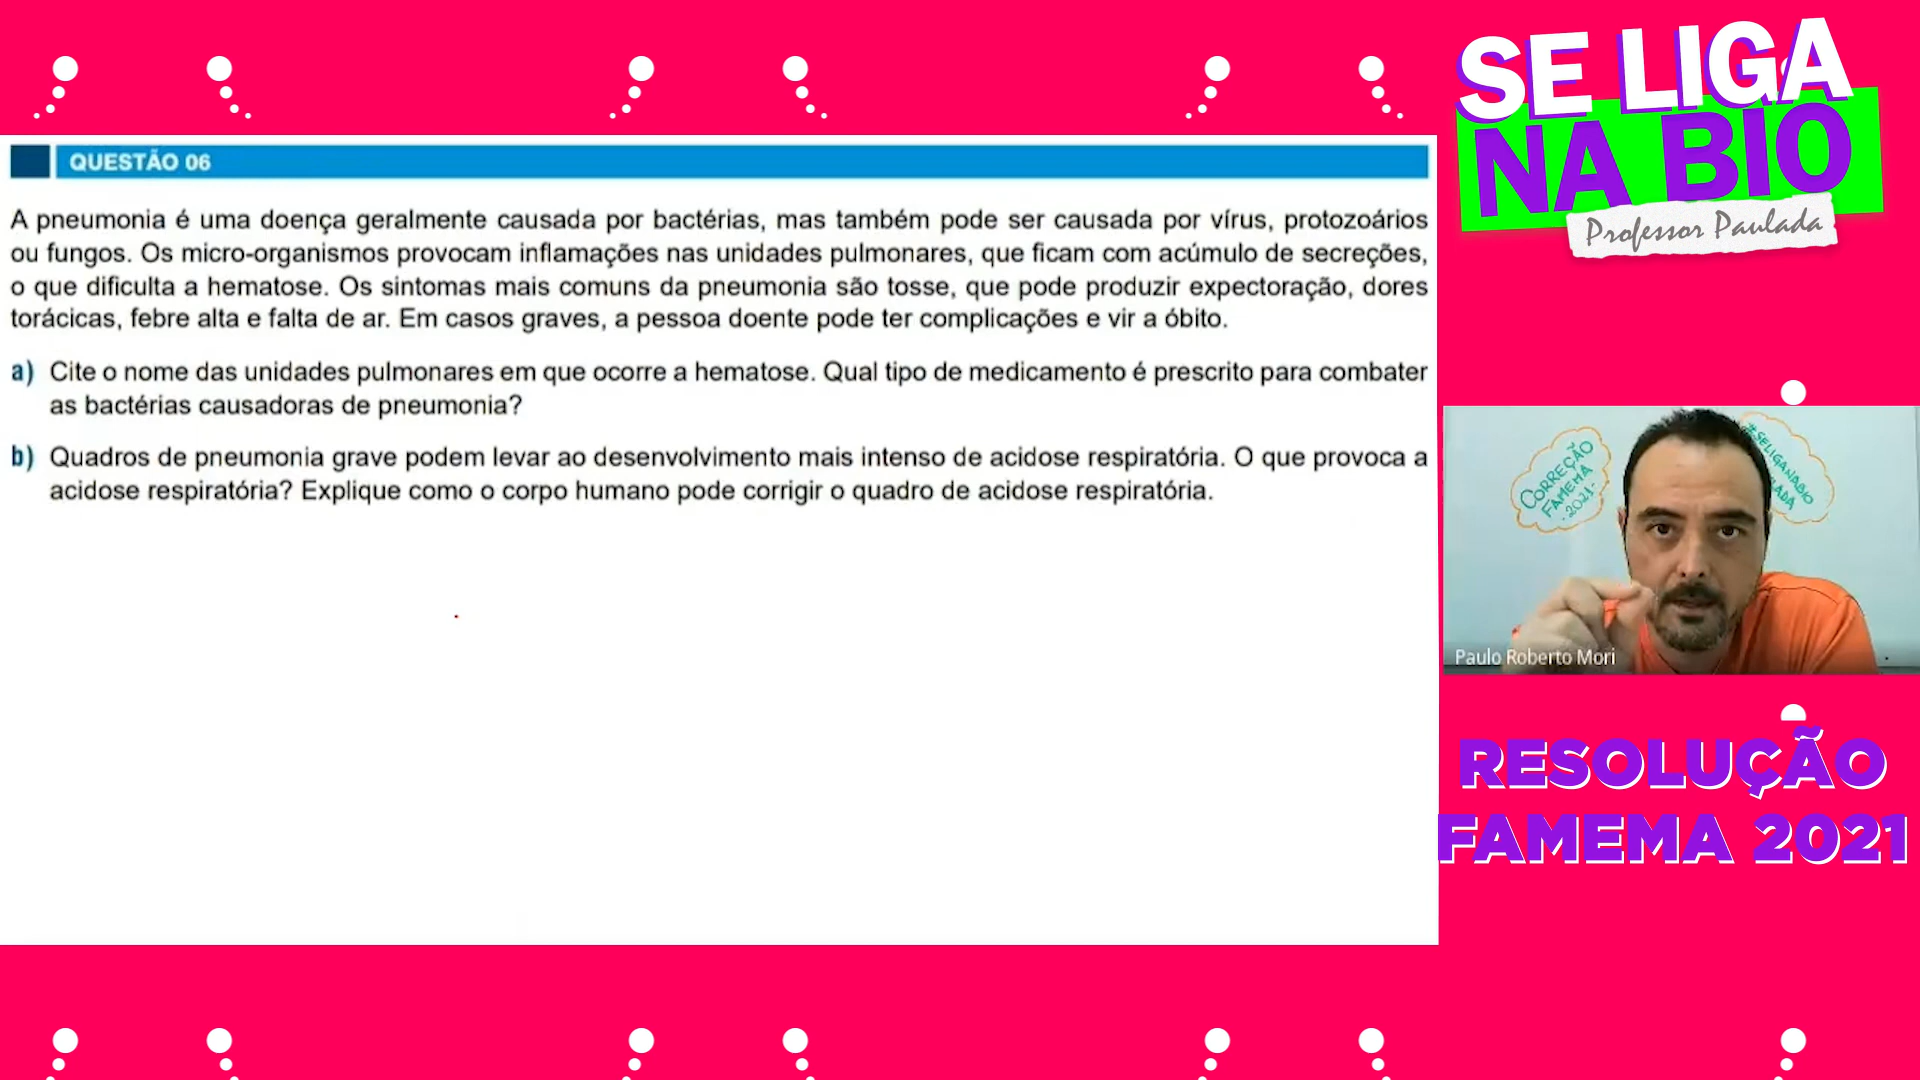 SE LIGA
NA BIO
Professor Paulada
QUESTÃO 06
A pneumonia é uma doença geralmente causada por bactérias, mas também pode ser causada por vírus, protozoários
ou fungos. Os micro-organismos provocam inflamações nas unidades pulmonares, que ficam com acúmulo de secreções,
o que dificulta a hematose. Os sintomas mais comuns da pneumonia são tosse, que pode produzir expectoração, dores
torácicas, febre alta e falta de ar. Em casos graves, a pessoa doente pode ter complicações e vir a óbito.
a) Cite o nome das unidades pulmonares em que ocorre a hematose. Qual tipo de medicamento é prescrito para combater
as bactérias causadoras de pneumonia?
b) Quadros de pneumonia grave podem levar ao desenvolvimento mais intenso de acidose respiratória. O que provoca a
acidose respiratória? Explique como o corpo humano pode corrigir o quadro de acidose respiratória.
CORREÇÃO
FAMEMA
.2021.
#SELIGANABIO
Paulo Roberto Mori
RESOLUÇÃO
FAMEMA 2021